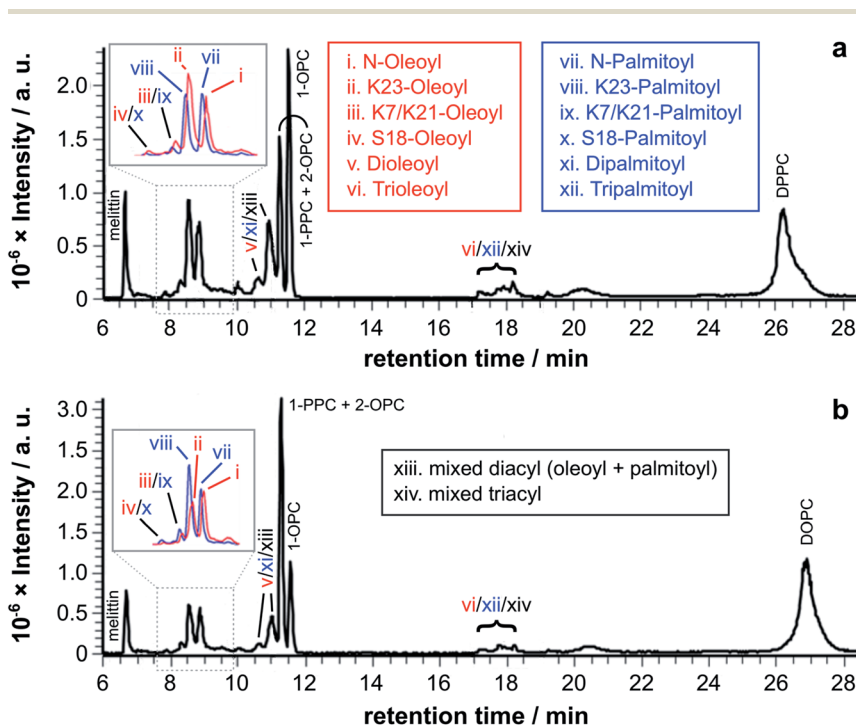 a
10⁻⁶ × Intensity / a. u.
2.0
1.5
1.0
0.5
0
ii
viii
vii
i
iii/ix
iv/x
melittin
v/xi/xiii
1-PPC + 2-OPC
1-OPC
i. N-Oleoyl
ii. K23-Oleoyl
iii. K7/K21-Oleoyl
iv. S18-Oleoyl
v. Dioleoyl
vi. Trioleoyl
vii. N-Palmitoyl
viii. K23-Palmitoyl
ix. K7/K21-Palmitoyl
x. S18-Palmitoyl
xi. Dipalmitoyl
xii. Tripalmitoyl
vi/xii/xiv
DPPC
6 8 10 12 14 16 18 20 22 24 26 28
retention time / min
b
10⁻⁶ × Intensity / a. u.
3.0
1.5
2.0
1.5
1.0
0.5
0
viii
ii
vii
i
iii/ix
iv/x
melittin
v/xi/xiii
1-PPC + 2-OPC
1-OPC
xiii. mixed diacyl (oleoyl + palmitoyl)
xiv. mixed triacyl
vi/xii/xiv
DOPC
6 8 10 12 14 16 18 20 22 24 26 28
retention time / min